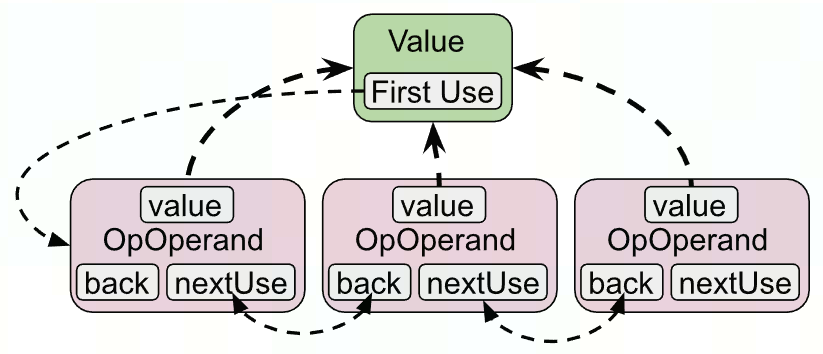 Value
First Use
value
OpOperand
back nextUse
value
OpOperand
back nextUse
value
OpOperand
back nextUse